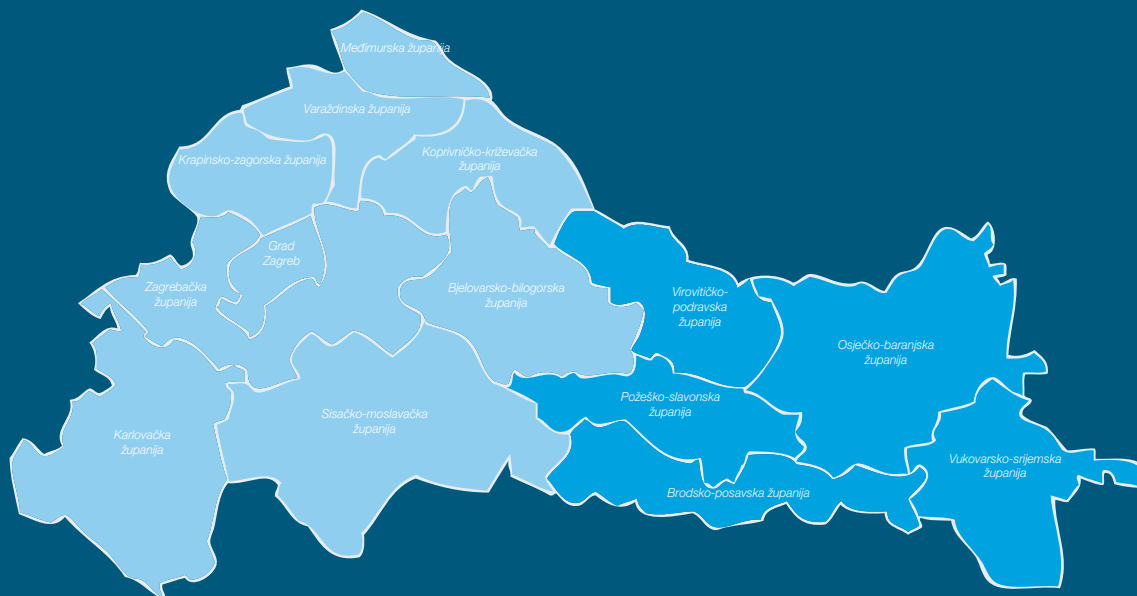 Međimurska županija
Varaždinska županija
Krapinsko-zagorska županija
Koprivničko-križevačka
županija
Grad
Zagreb
Zagrebačka
županija
Bjelovarsko-bilogorska
županija
Virovitičko-
podravska
županija
Osječko-baranjska
županija
Požeško-slavonska
županija
Sisačko-moslavačka
županija
Karlovačka
županija
Vukovarsko-srijemska
županija
Brodsko-posavska županija